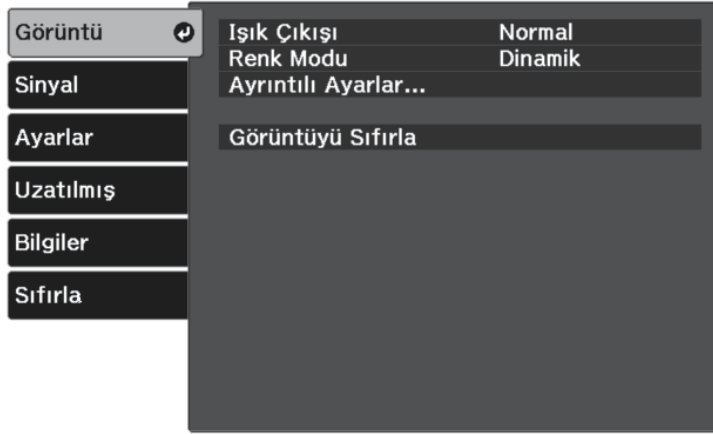 Görüntü
Sinyal
Ayarlar
Uzatılmış
Bilgiler
Sıfırla
Işık Çıkışı Normal
Renk Modu Dinamik
Ayrıntılı Ayarlar...
Görüntüyü Sıfırla